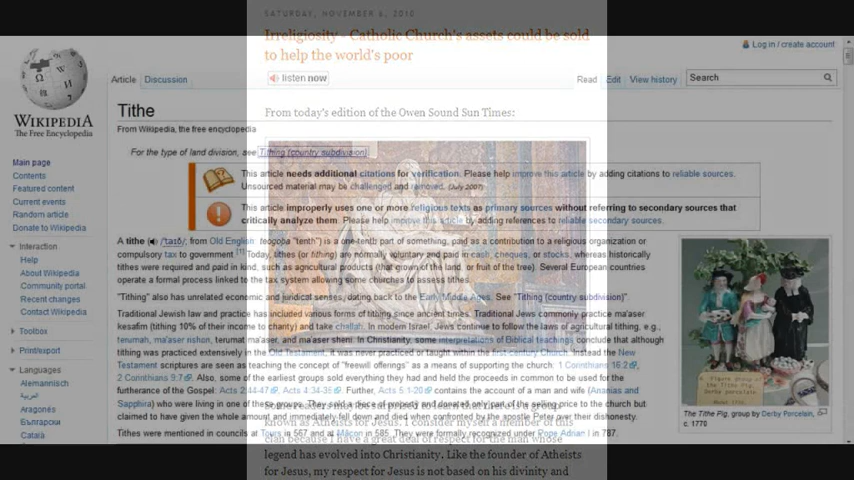 SATURDAY, NOVEMBER 6, 2010
Irreligiosity - Catholic Church's assets could be sold
to help the world's poor
listen now
From today's edition of the Owen Sound Sun Times:
Log in / create account
Article Discussion Read Edit View history Search
WIKIPEDIA
The Free Encyclopedia
Main page
Contents
Featured content
Current events
Random article
Donate to Wikipedia
Interaction
Help
About Wikipedia
Community portal
Recent changes
Contact Wikipedia
Toolbox
Print/export
Languages
Alemannisch
العربية
Aragonés
Български
Català
Tithe
From Wikipedia, the free encyclopedia
For the type of land division, see Tithing (country subdivision).
This article needs additional citations for verification. Please help improve this article by adding citations to reliable sources.
Unsourced material may be challenged and removed. (July 2007)
This article improperly uses one or more religious texts as primary sources without referring to secondary sources that
critically analyze them. Please help improve this article by adding references to reliable secondary sources.
A tithe (/ˈtaɪð/; from Old English teogoþa "tenth") is a one-tenth part of something, paid as a contribution to a religious organization or
compulsory tax to government.[1] Today, tithes (or tithing) are normally voluntary and paid in cash, cheques, or stocks, whereas historically
tithes were required and paid in kind, such as agricultural products (that grown of the land, or fruit of the tree). Several European countries
operate a formal process linked to the tax system allowing some churches to assess tithes.
"Tithing" also has unrelated economic and juridical senses, dating back to the Early Middle Ages. See "Tithing (country subdivision)"
Traditional Jewish law and practice has included various forms of tithing since ancient times. Traditional Jews commonly practice ma'aser
kesafim (tithing 10% of their income to charity) and take challah. In modern Israel, Jews continue to follow the laws of agricultural tithing, e.g.,
terumah, ma'aser rishon, terumat ma'aser, and ma'aser sheni. In Christianity, some interpretations of Biblical tithing conclude that although
tithing was practiced extensively in the Old Testament, it was never practiced or taught within the first-century Church. Instead the New
Testament scriptures are seen as teaching the concept of "freewill offerings" as a means of supporting the church: 1 Corinthians 16:2,
2 Corinthians 9:7. Also, some of the earliest groups sold everything they had and held the proceeds in common to be used for the
furtherance of the Gospel: Acts 2:44-47, Acts 4:34-35. Further, Acts 5:1-20 contains the account of a man and wife (Ananias and
Sapphira) who were living in one of these groups. They sold a piece of property and donated only part of the selling price to the church but
claimed to have given the whole amount and immediately fell down and died when confronted by the apostle Peter over their dishonesty.
Tithes were mentioned in councils at Tours in 567 and at Mâcon in 585. They were formally recognized under Pope Adrian I in 787.
The Tithe Pig, group by Derby Porcelain,
c. 1770
known as Atheists for Jesus. I consider myself a member of this
clan because I have a great deal of respect for the man whose
legend has evolved into Christianity. Like the founder of Atheists
for Jesus, my respect for Jesus is not based on his divinity and